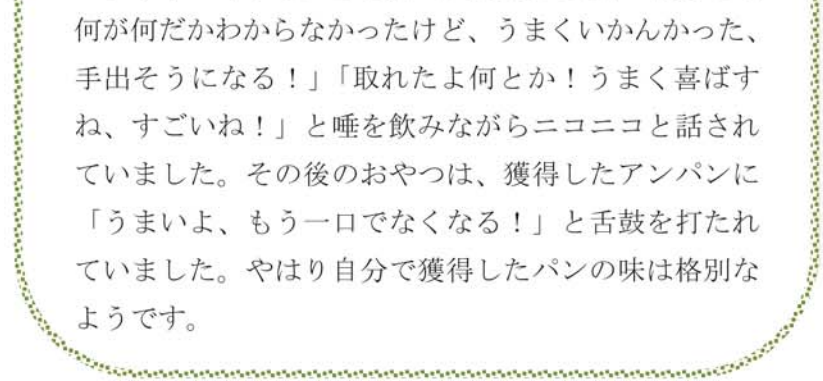 何が何だかわからなかったけど、うまくいかんかった、
手出そうになる！」「取れたよ何とか！うまく喜ばす
ね、すごいね！」と唾を飲みながらニコニコと話され
ていました。その後のおやつは、獲得したアンパンに
「うまいよ、もう一口でなくなる！」と舌鼓を打たれ
ていました。やはり自分で獲得したパンの味は格別な
ようです。